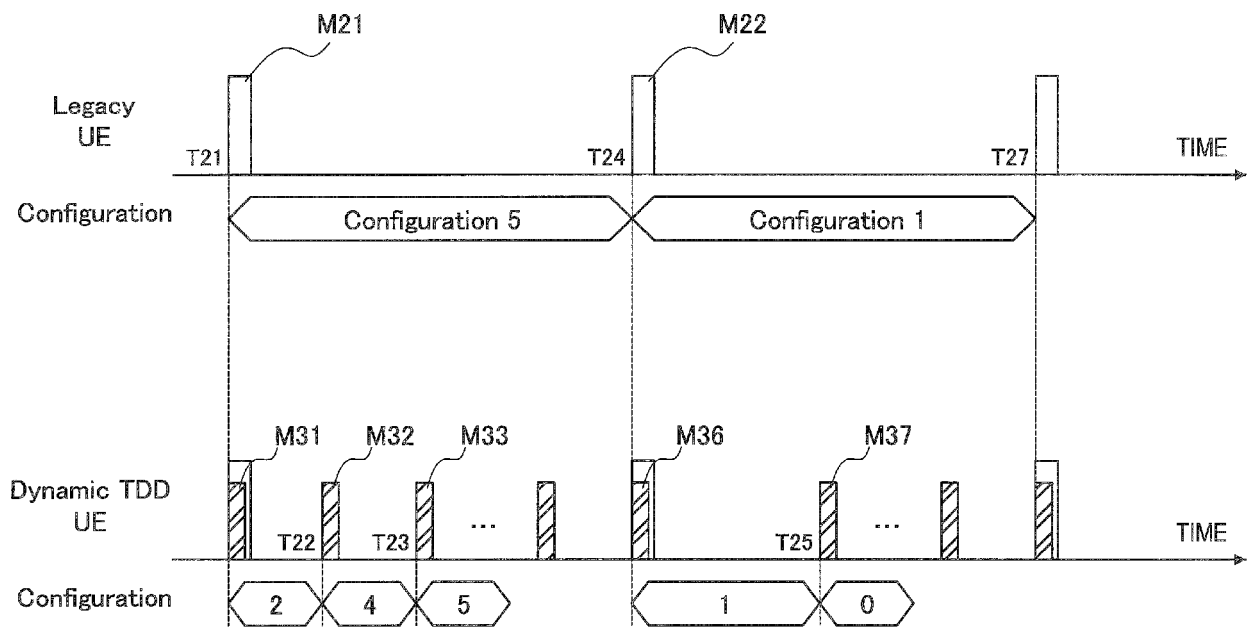 M21
M22
Legacy
UE
T21
T24
T27
TIME
Configuration
Configuration 5
Configuration 1
M31
M32
M33
M36
M37
Dynamic TDD
UE
T22
T23
...
T25
...
TIME
Configuration
2
4
5
1
0